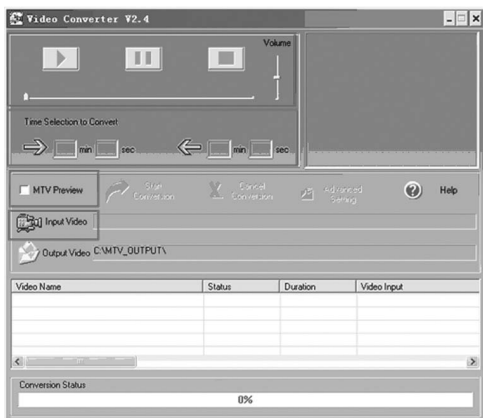 Video Converter V2.4
Volume
Time Selection to Convert
min sec min sec
MTV Preview
Start Conversion
Cancel Conversion
Advanced Setting
Help
Input Video
Output Video C:\MTV_OUTPUT\
Video Name Status Duration Video Input
Conversion Status
0%